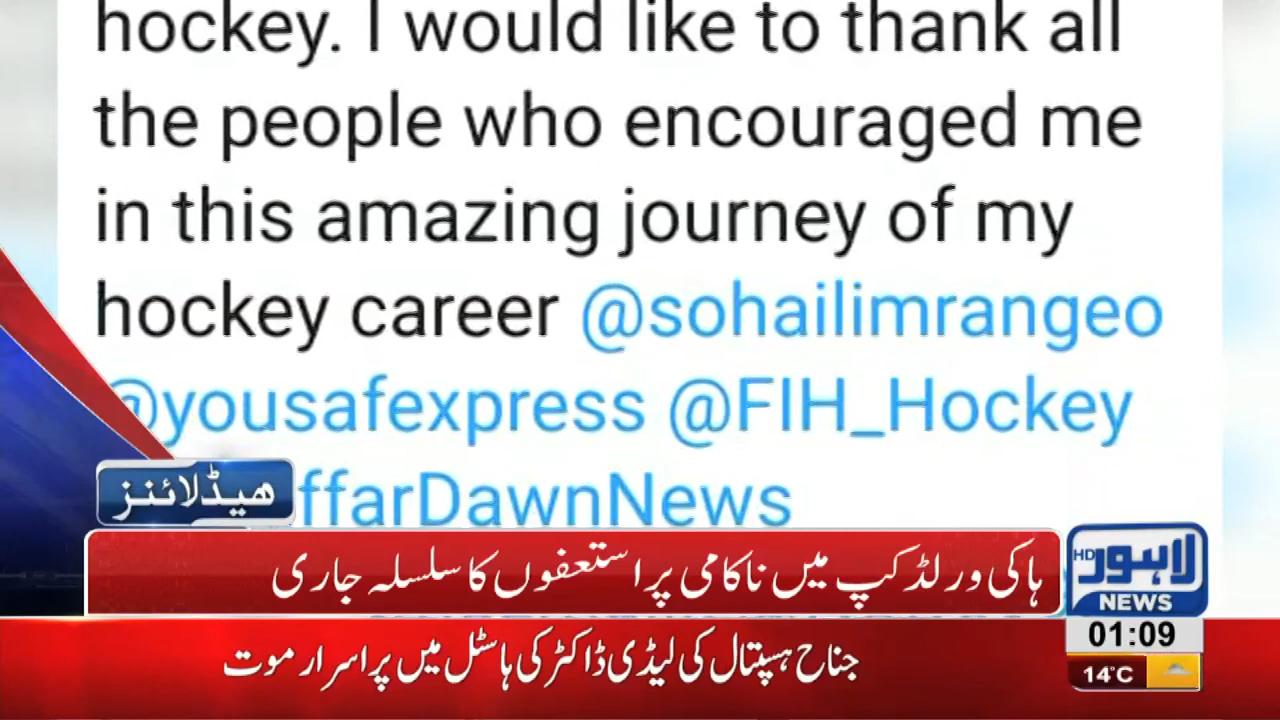 hockey. I would like to thank all
the people who encouraged me
in this amazing journey of my
hockey career @sohailimrangeo
@yousafexpress @FIH_Hockey
ffarDawnNews
ہیڈلائنز
ہاکی ورلڈکپ میں ناکامی پر استعفوں کا سلسلہ جاری
HD لاہور
NEWS
01:09
جناح ہسپتال کی لیڈی ڈاکٹر کی ہاسٹل میں پراسرار موت
14°C